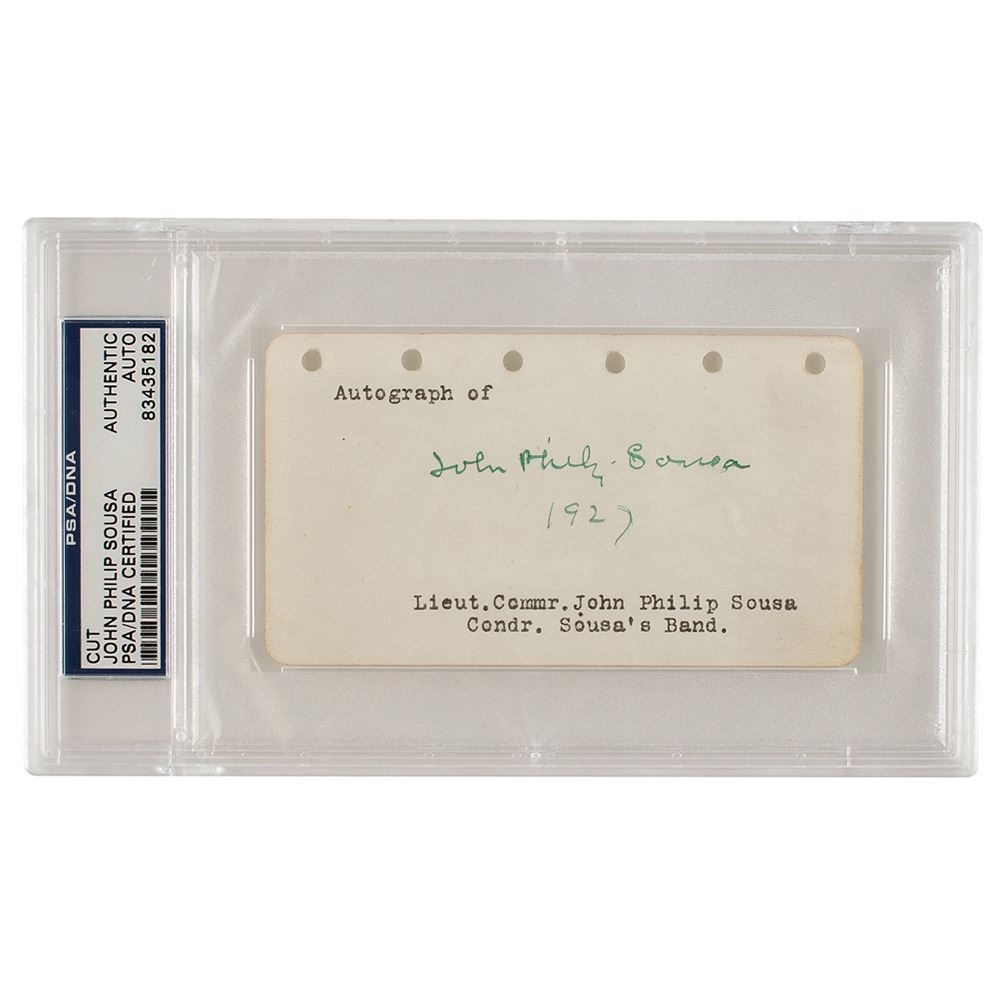 PSA/DNA
CUT
JOHN PHILIP SOUSA
PSA/DNA CERTIFIED
AUTHENTIC
AUTO
83435182
Autograph of
John Philip Sousa
1927
Lieut.Commr.John Philip Sousa
Condr. Sousa's Band.